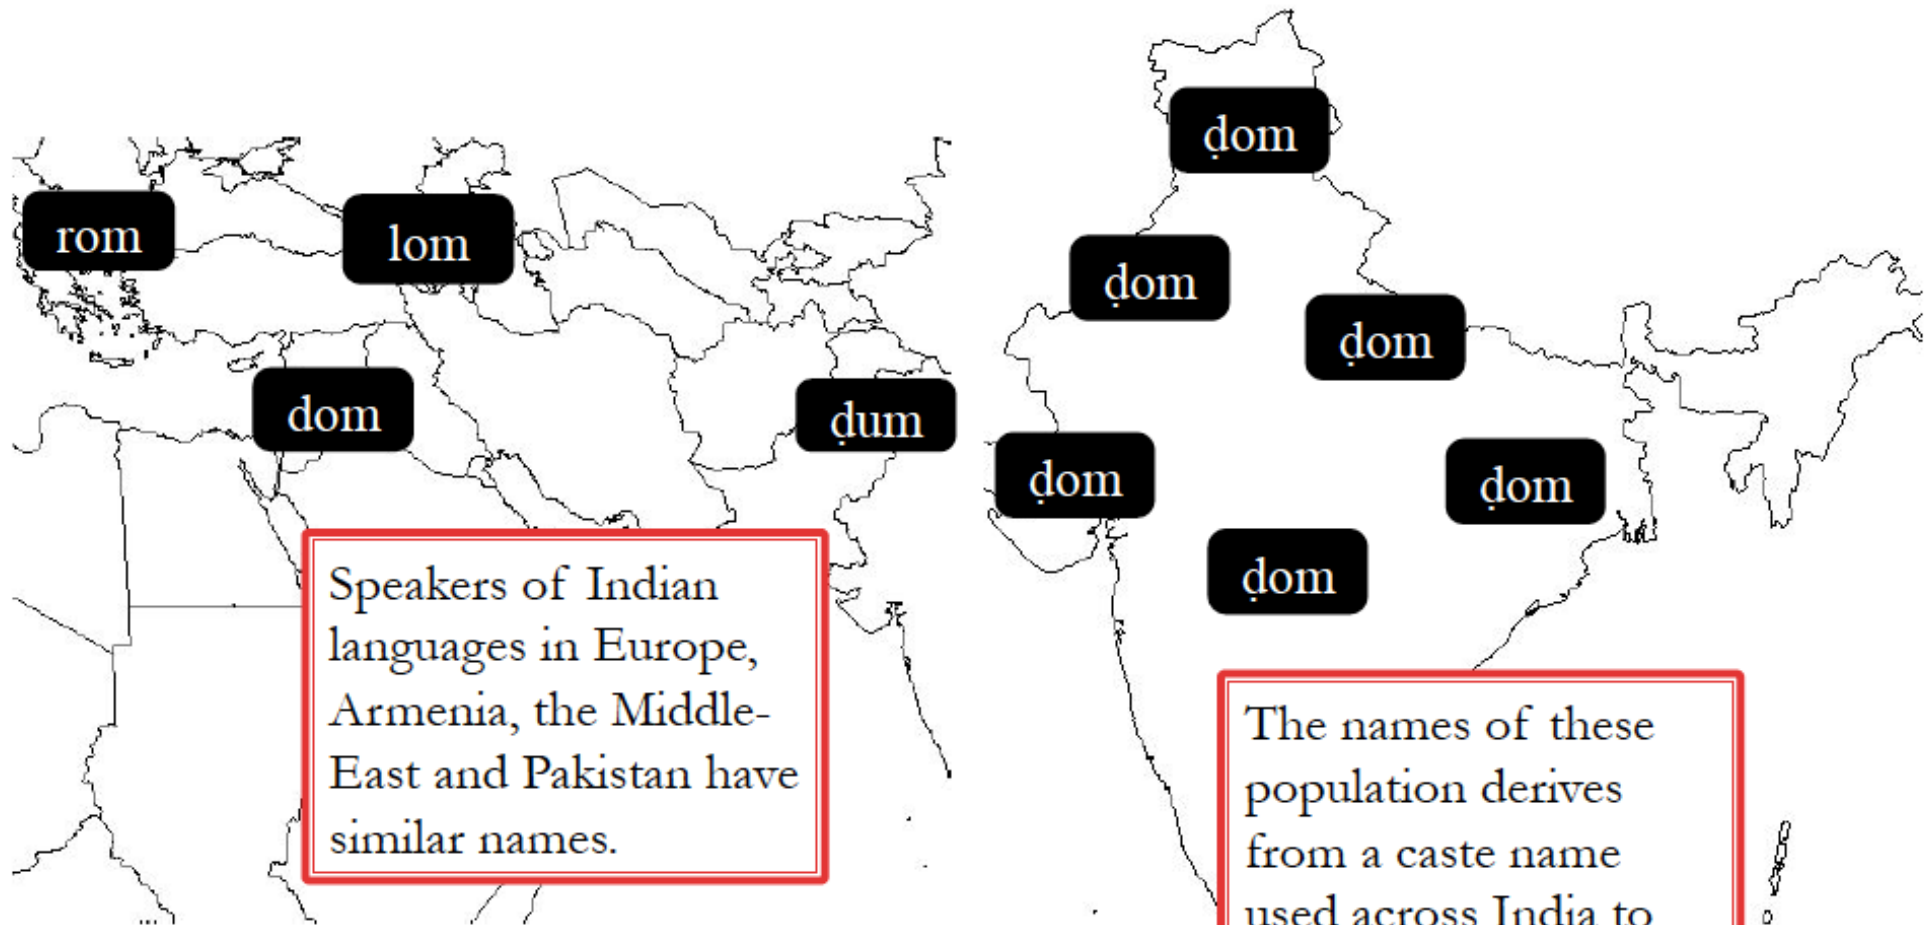 rom
lom
dom
ḍum
Speakers of Indian
languages in Europe,
Armenia, the Middle-
East and Pakistan have
similar names.
ḍom
ḍom
ḍom
ḍom
ḍom
ḍom
The names of these
population derives
from a caste name
used across India to